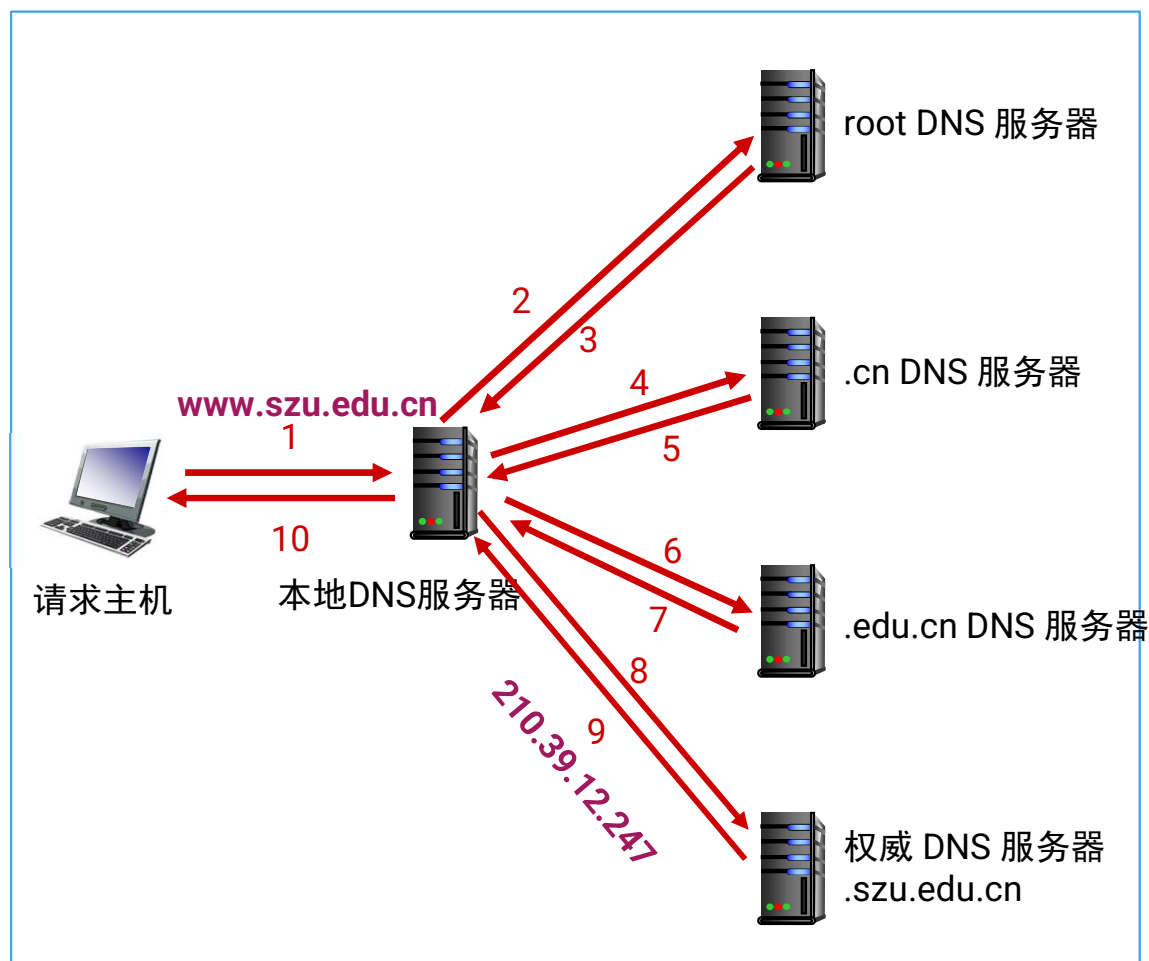 root DNS 服务器
2
3
.cn DNS 服务器
4
www.szu.edu.cn
1
5
10
6
请求主机
本地DNS服务器
7
.edu.cn DNS 服务器
8
9
210.39.12.247
权威 DNS 服务器
.szu.edu.cn